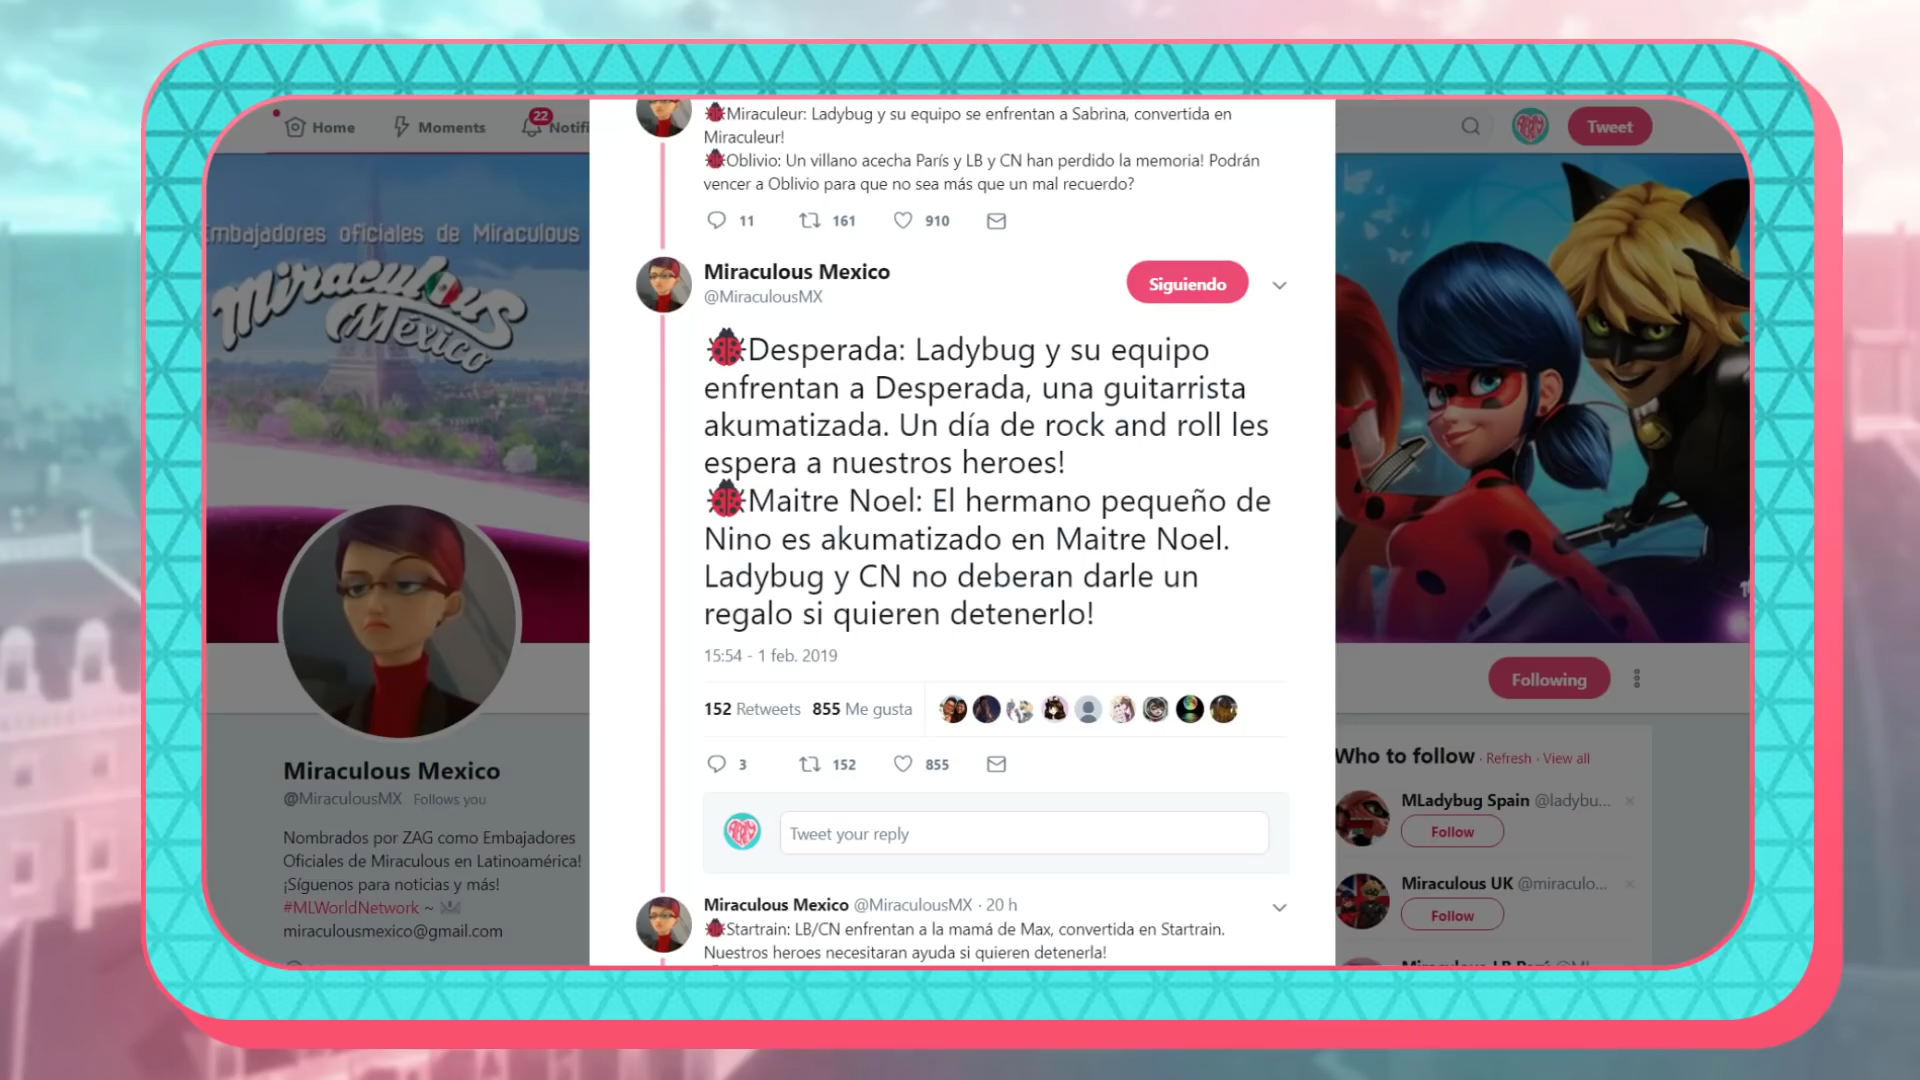 Home
Moments
22
Notifi
Tweet
Embajadores oficiales de Miraculous
Miraculous
México
Miraculeur: Ladybug y su equipo se enfrentan a Sabrina, convertida en
Miraculeur!
Oblivio: Un villano acecha París y LB y CN han perdido la memoria! Podrán
vencer a Oblivio para que no sea más que un mal recuerdo?
11 161 910
Miraculous Mexico
@MiraculousMX
Siguiendo
Desperada: Ladybug y su equipo
enfrentan a Desperada, una guitarrista
akumatizada. Un día de rock and roll les
espera a nuestros heroes!
Maitre Noel: El hermano pequeño de
Nino es akumatizado en Maitre Noel.
Ladybug y CN no deberan darle un
regalo si quieren detenerlo!
15:54 - 1 feb. 2019
152 Retweets 855 Me gusta
3 152 855
Tweet your reply
Miraculous Mexico @MiraculousMX · 20 h
Startrain: LB/CN enfrentan a la mamá de Max, convertida en Startrain.
Nuestros heroes necesitaran ayuda si quieren detenerla!
Miraculous Mexico
@MiraculousMX Follows you
Nombrados por ZAG como Embajadores
Oficiales de Miraculous en Latinoamérica!
¡Síguenos para noticias y más!
#MLWorldNetwork ~
miraculousmexico@gmail.com
Following
Who to follow · Refresh · View all
MLadybug Spain @ladybu...
Follow
Miraculous UK @miraculo...
Follow